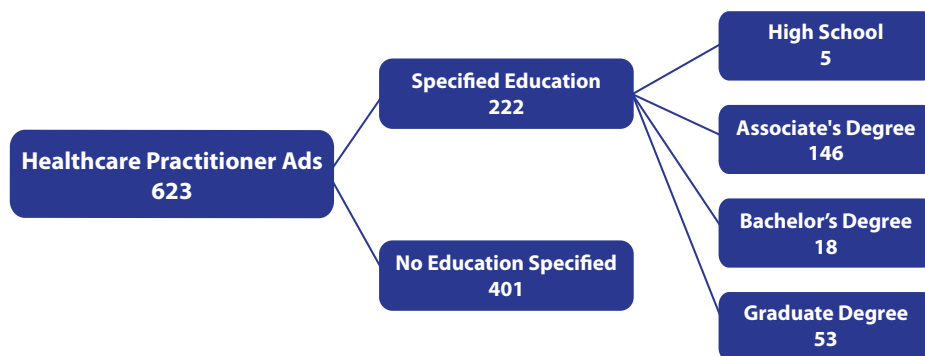 Healthcare Practitioner Ads
623
Specified Education
222
No Education Specified
401
High School
5
Associate's Degree
146
Bachelor’s Degree
18
Graduate Degree
53